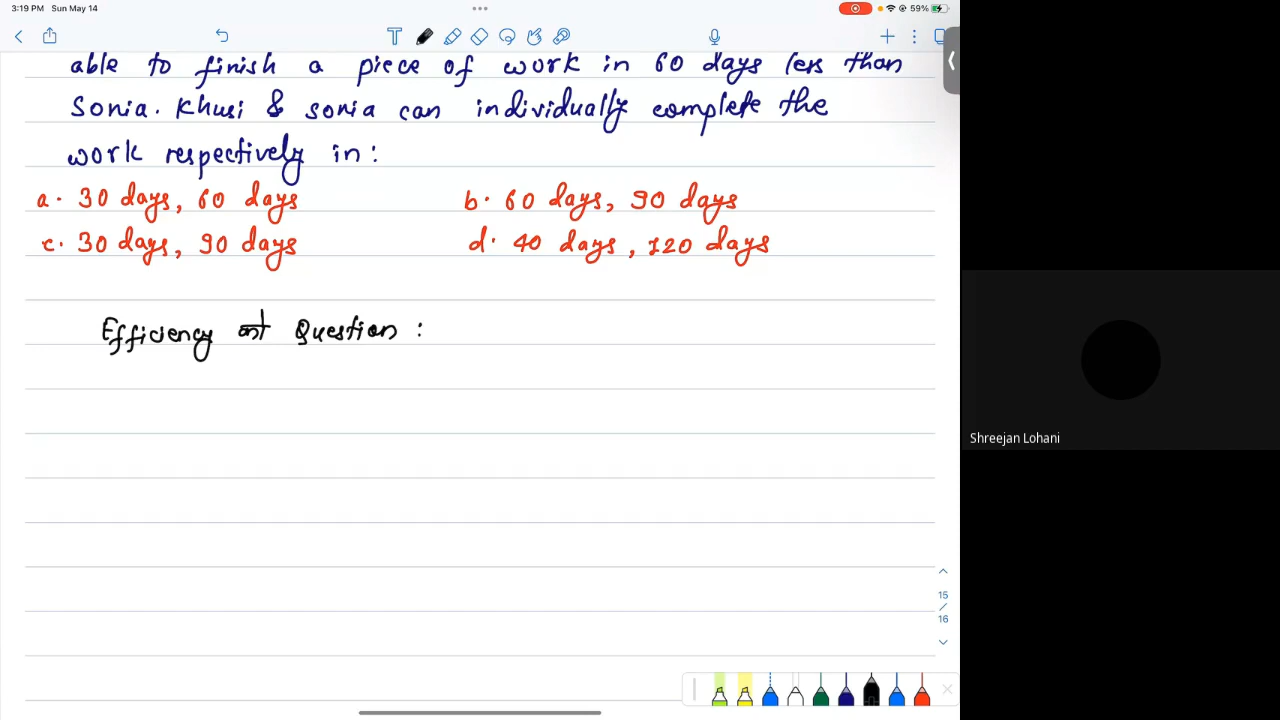 3:19 PM Sun May 14
59%
able to finish a piece of work in 60 days less than
Sonia. Khusi & sonia can individually complete the
work respectively in:
a. 30 days, 60 days
b. 60 days, 90 days
c. 30 days, 90 days
d. 40 days, 120 days
Efficiency Question :
Shreejan Lohani
15
/
16